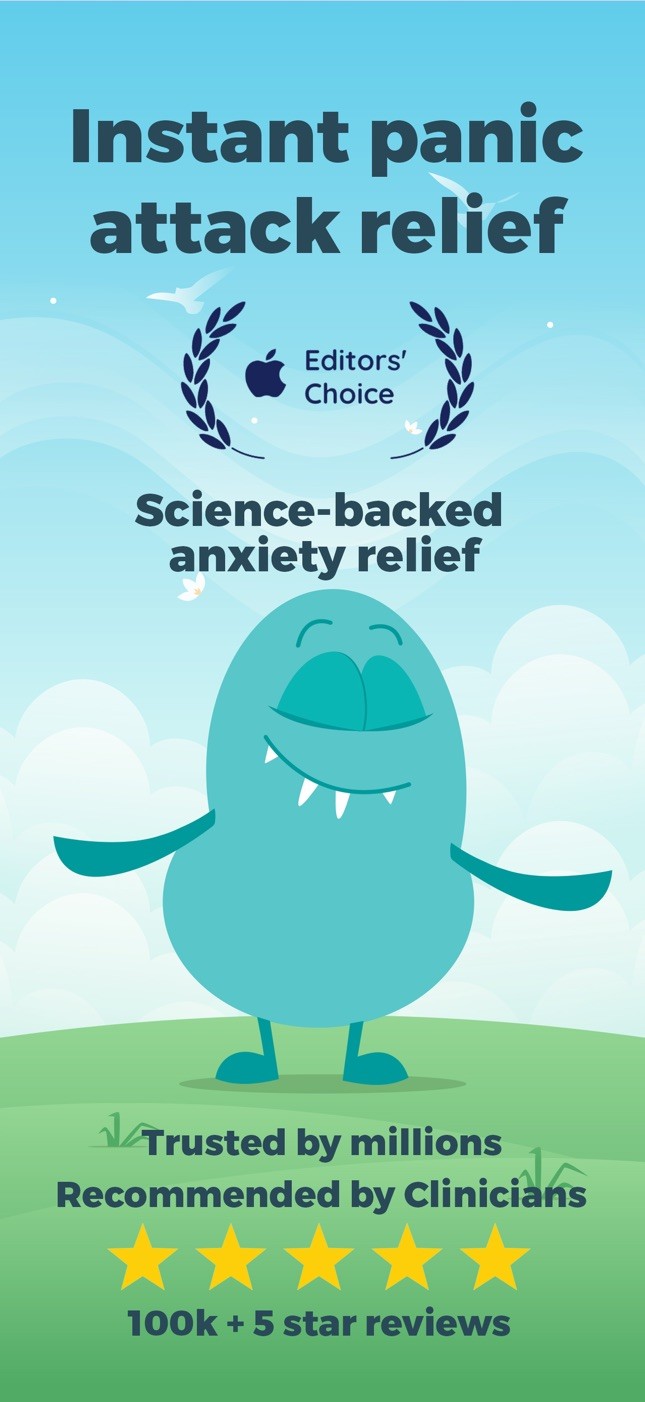 Instant panic
attack relief
Editors'
Choice
Science-backed
anxiety relief
Trusted by millions
Recommended by Clinicians
100k + 5 star reviews